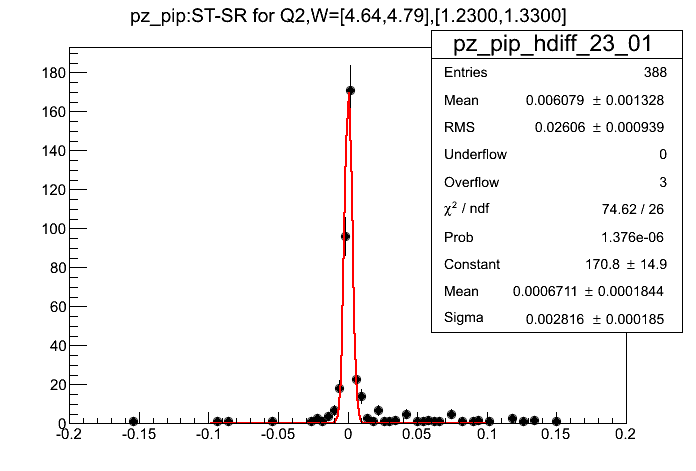 pz_pip:ST-SR for Q2,W=[4.64,4.79],[1.2300,1.3300]
pz_pip_hdiff_23_01
Entries 388
Mean 0.006079 ± 0.001328
RMS 0.02606 ± 0.000939
Underflow 0
Overflow 3
χ² / ndf 74.62 / 26
Prob 1.376e-06
Constant 170.8 ± 14.9
Mean 0.0006711 ± 0.0001844
Sigma 0.002816 ± 0.000185
180
160
140
120
100
80
60
40
20
0
-0.2 -0.15 -0.1 -0.05 0 0.05 0.1 0.15 0.2